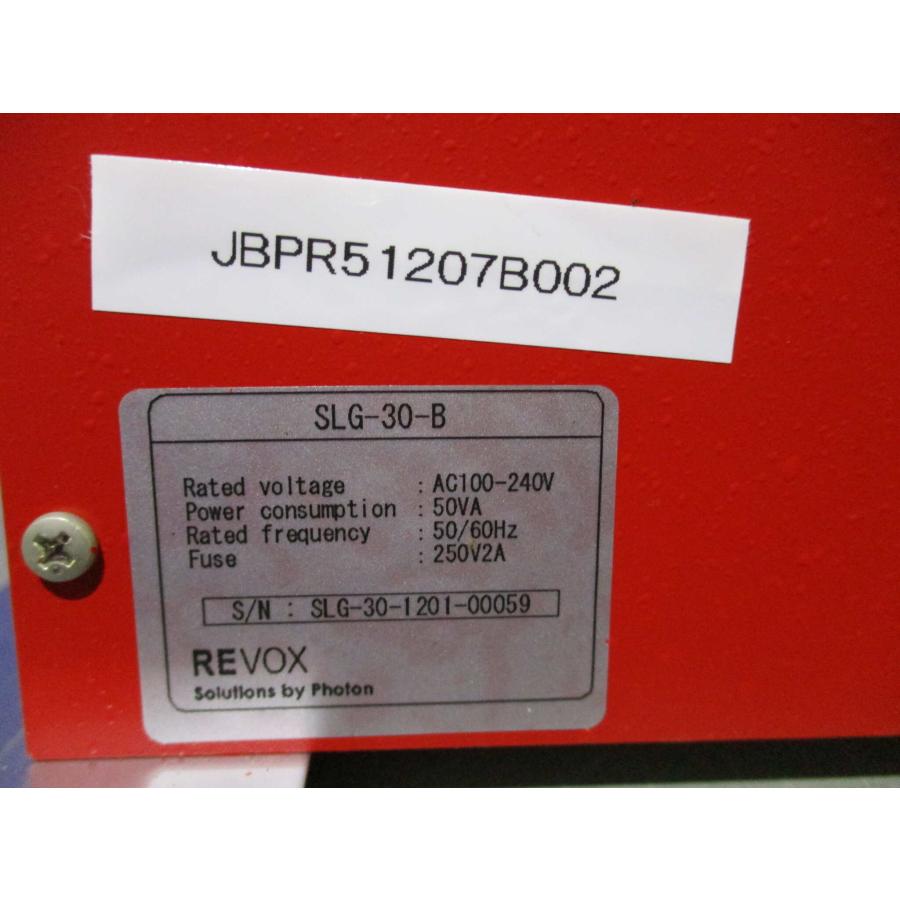 JBPR51207B002
SLG-30-B
Rated voltage : AC100-240V
Power consumption : 50VA
Rated frequency : 50/60Hz
Fuse : 250V2A
S/N : SLG-30-1201-00059
REVOX
Solutions by Photon